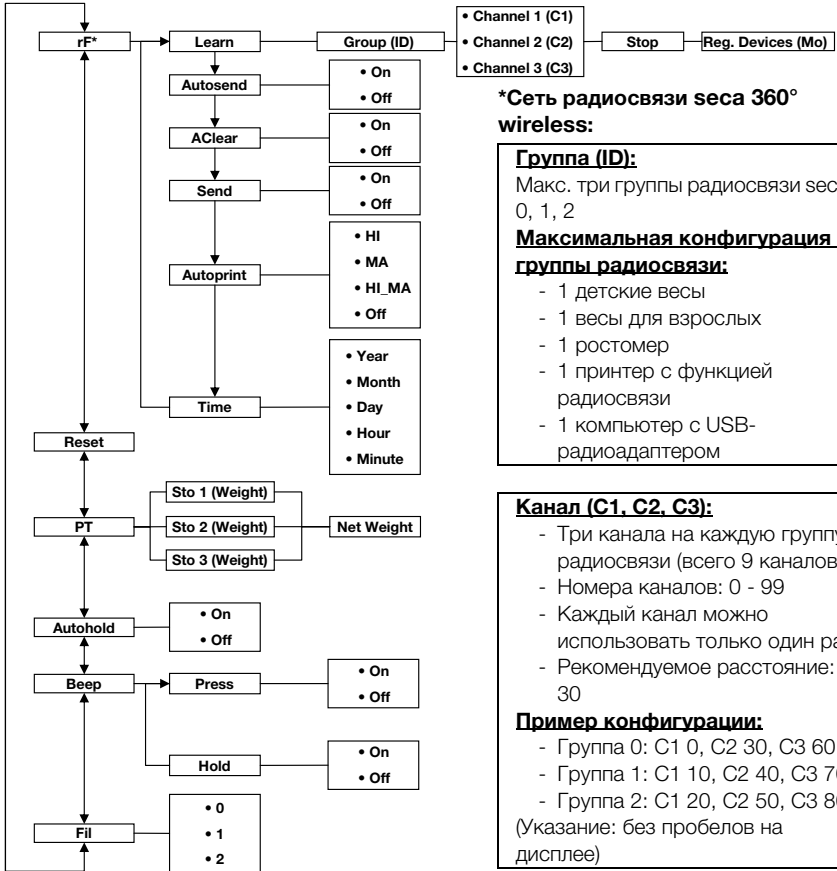 rF*
Learn
Group (ID)
• Channel 1 (C1)
• Channel 2 (C2)
• Channel 3 (C3)
Stop
Reg. Devices (Mo)
Autosend
• On
• Off
AClear
• On
• Off
Send
• On
• Off
Autoprint
• HI
• MA
• HI_MA
• Off
Time
• Year
• Month
• Day
• Hour
• Minute
Reset
PT
Sto 1 (Weight)
Sto 2 (Weight)
Sto 3 (Weight)
Net Weight
Autohold
• On
• Off
Beep
Press
• On
• Off
Hold
• On
• Off
Fil
• 0
• 1
• 2
*Сеть радиосвязи seca 360°
wireless:
Группа (ID):
Макс. три группы радиосвязи
0, 1, 2
Максимальная конфигурация
группы радиосвязи:
- 1 детские весы
- 1 весы для взрослых
- 1 ростомер
- 1 принтер с функцией
радиосвязи
- 1 компьютер с USB-
радиоадаптером
Канал (C1, C2, C3):
- Три канала на каждую
радиосвязи (всего 9 каналов
- Номера каналов: 0 - 99
- Каждый канал можно
использовать только один
- Рекомендуемое расстояние:
30
Пример конфигурации:
- Группа 0: C1 0, C2 30, C3 60
- Группа 1: C1 10, C2 40, C3
- Группа 2: C1 20, C2 50, C3
(Указание: без пробелов на
дисплее)